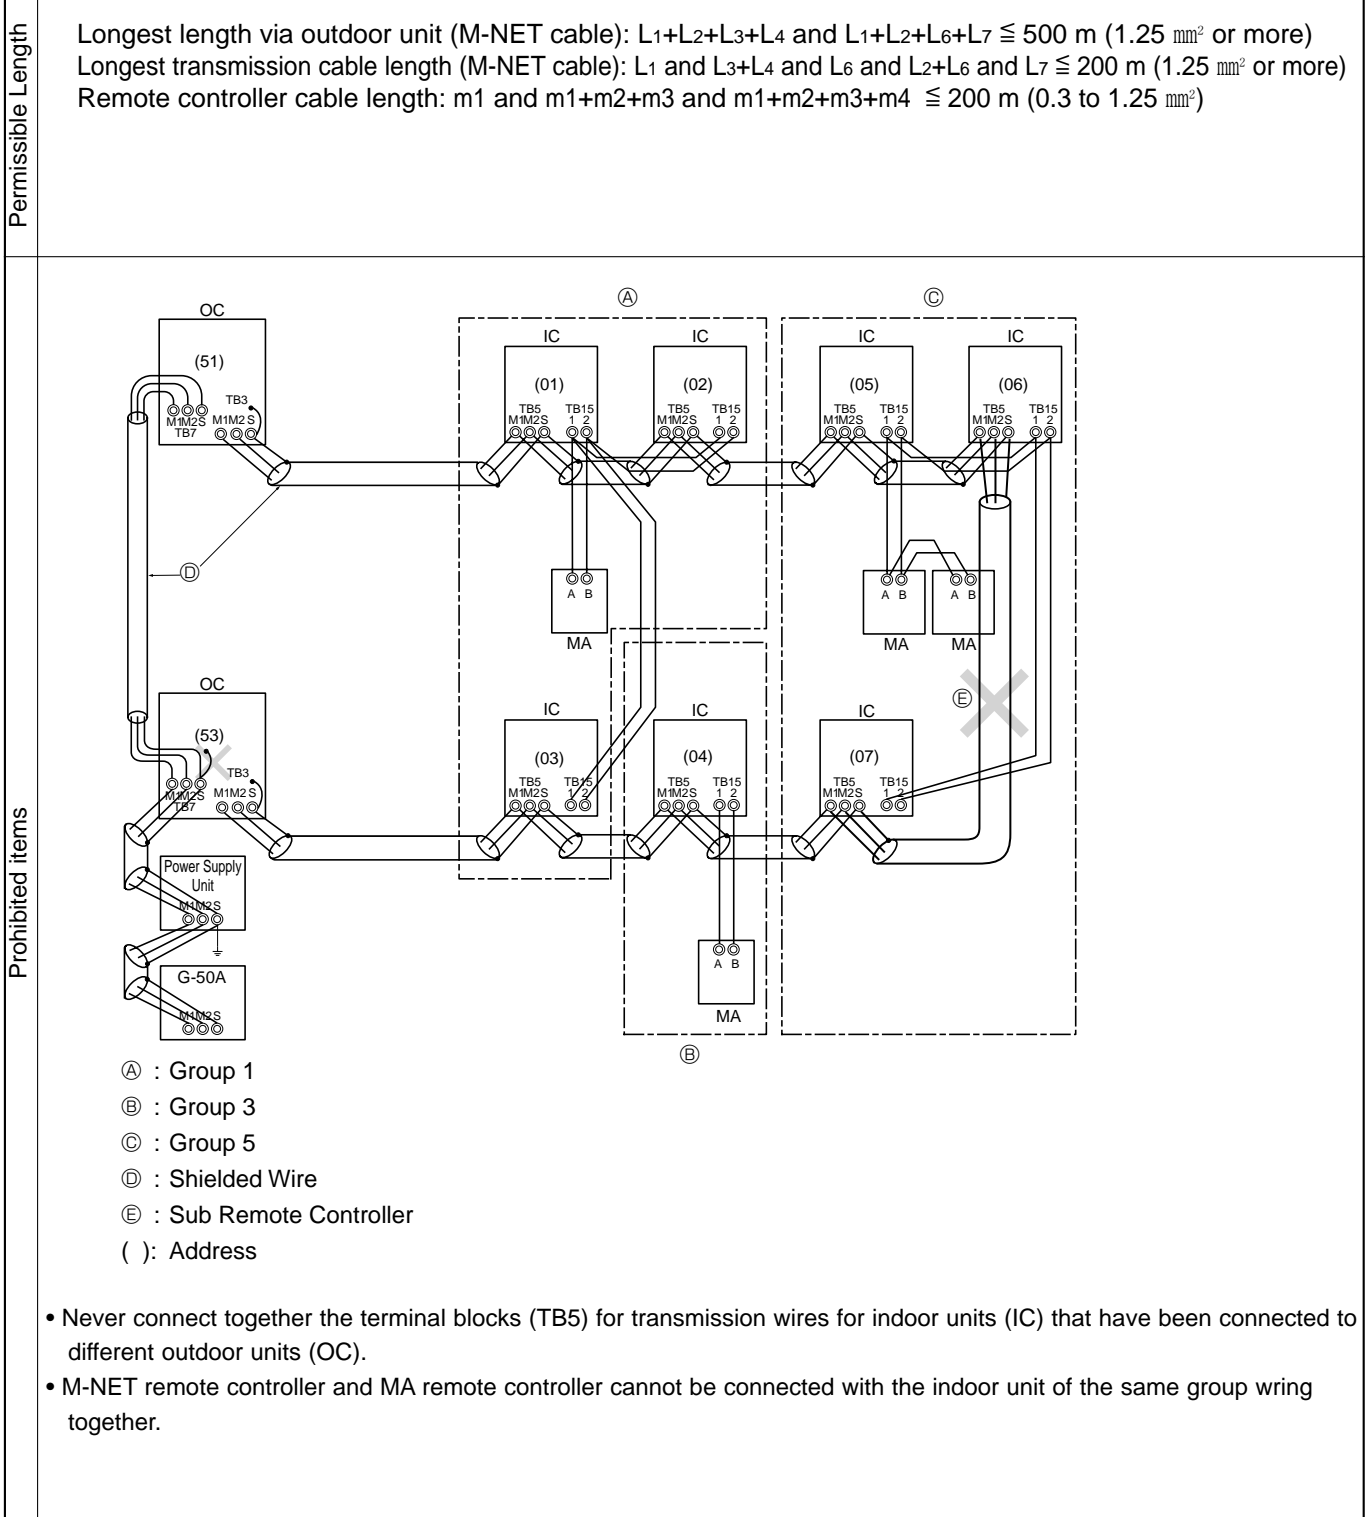 Permissible Length
Longest length via outdoor unit (M-NET cable): L1+L2+L3+L4 and L1+L2+L6+L7 ≦ 500 m (1.25 mm² or more)
Longest transmission cable length (M-NET cable): L1 and L3+L4 and L6 and L2+L6 and L7 ≦ 200 m (1.25 mm² or more)
Remote controller cable length: m1 and m1+m2+m3 and m1+m2+m3+m4 ≦ 200 m (0.3 to 1.25 mm²)
Prohibited items
Ⓐ Ⓒ
OC
IC IC IC IC
(51)
(01) (02) (05) (06)
TB3
TB5 TB15 TB5 TB15 TB5 TB15 TB5 TB15
M1M2S 1 2 M1M2S 1 2 M1M2S 1 2 M1M2S 1 2
M1M2S M1M2S
TB7
Ⓓ
A B A B A B
MA MA MA
OC
Ⓔ
IC IC IC
(53)
(03) (04) (07)
TB3
TB5 TB15 TB5 TB15 TB5 TB15
M1M2S M1M2S M1M2S 1 2 M1M2S 1 2 M1M2S 1 2
TB7
Power Supply
Unit
M1M2S
A B
G-50A
MA
M1M2S
Ⓑ
Ⓐ : Group 1
Ⓑ : Group 3
Ⓒ : Group 5
Ⓓ : Shielded Wire
Ⓔ : Sub Remote Controller
( ): Address
• Never connect together the terminal blocks (TB5) for transmission wires for indoor units (IC) that have been connected to
different outdoor units (OC).
• M-NET remote controller and MA remote controller cannot be connected with the indoor unit of the same group wring
together.